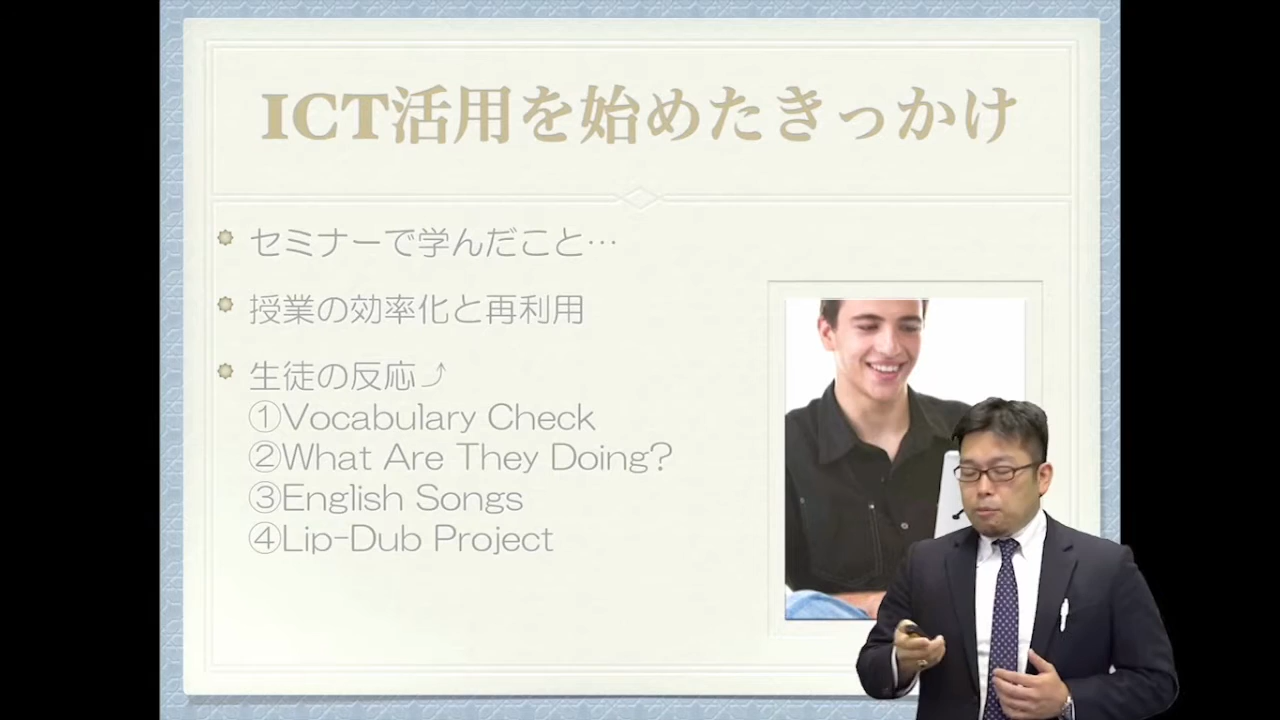 ICT活用を始めたきっかけ
セミナーで学んだこと…
授業の効率化と再利用
生徒の反応⤴
①Vocabulary Check
②What Are They Doing?
③English Songs
④Lip-Dub Project